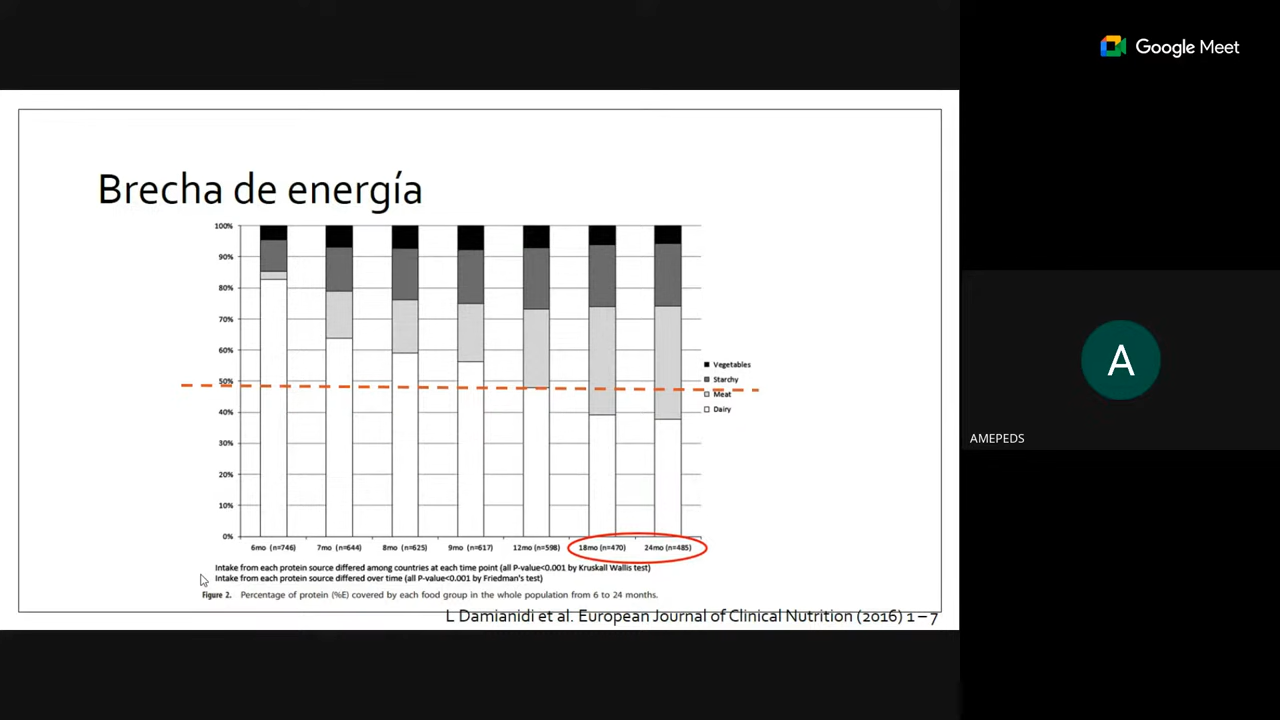 Google Meet
Brecha de energía
100%
90%
80%
70%
60%
50%
40%
30%
20%
10%
0%
Vegetables
Starchy
Meat
Dairy
6mo (n=746) 7mo (n=644) 8mo (n=625) 9mo (n=617) 12mo (n=598) 18mo (n=470) 24mo (n=485)
Intake from each protein source differed among countries at each time point (all P-value<0.001 by Kruskall Wallis test)
Intake from each protein source differed over time (all P-value<0.001 by Friedman's test)
Figure 2. Percentage of protein (%E) covered by each food group in the whole population from 6 to 24 months.
L Damianidi et al. European Journal of Clinical Nutrition (2016) 1 – 7
A
AMEPEDS